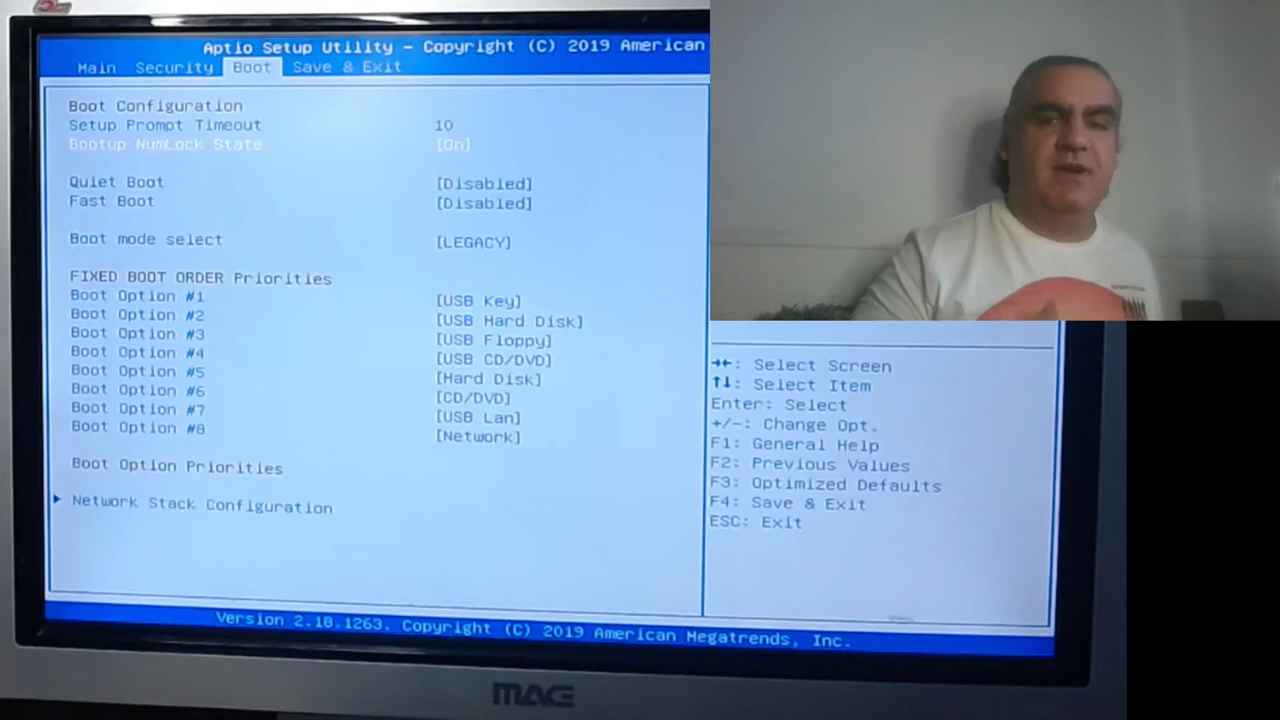 Aptio Setup Utility - Copyright (C) 2019 American
Main Security Boot Save & Exit
Boot Configuration
Setup Prompt Timeout 10
Bootup NumLock State [On]
Quiet Boot [Disabled]
Fast Boot [Disabled]
Boot mode select [LEGACY]
FIXED BOOT ORDER Priorities
Boot Option #1 [USB Key]
Boot Option #2 [USB Hard Disk]
Boot Option #3 [USB Floppy]
Boot Option #4 [USB CD/DVD]
Boot Option #5 [Hard Disk]
Boot Option #6 [CD/DVD]
Boot Option #7 [USB Lan]
Boot Option #8 [Network]
Boot Option Priorities
Network Stack Configuration
→←: Select Screen
↑↓: Select Item
Enter: Select
+/-: Change Opt.
F1: General Help
F2: Previous Values
F3: Optimized Defaults
F4: Save & Exit
ESC: Exit
Version 2.18.1263. Copyright (C) 2019 American Megatrends, Inc.
MAG